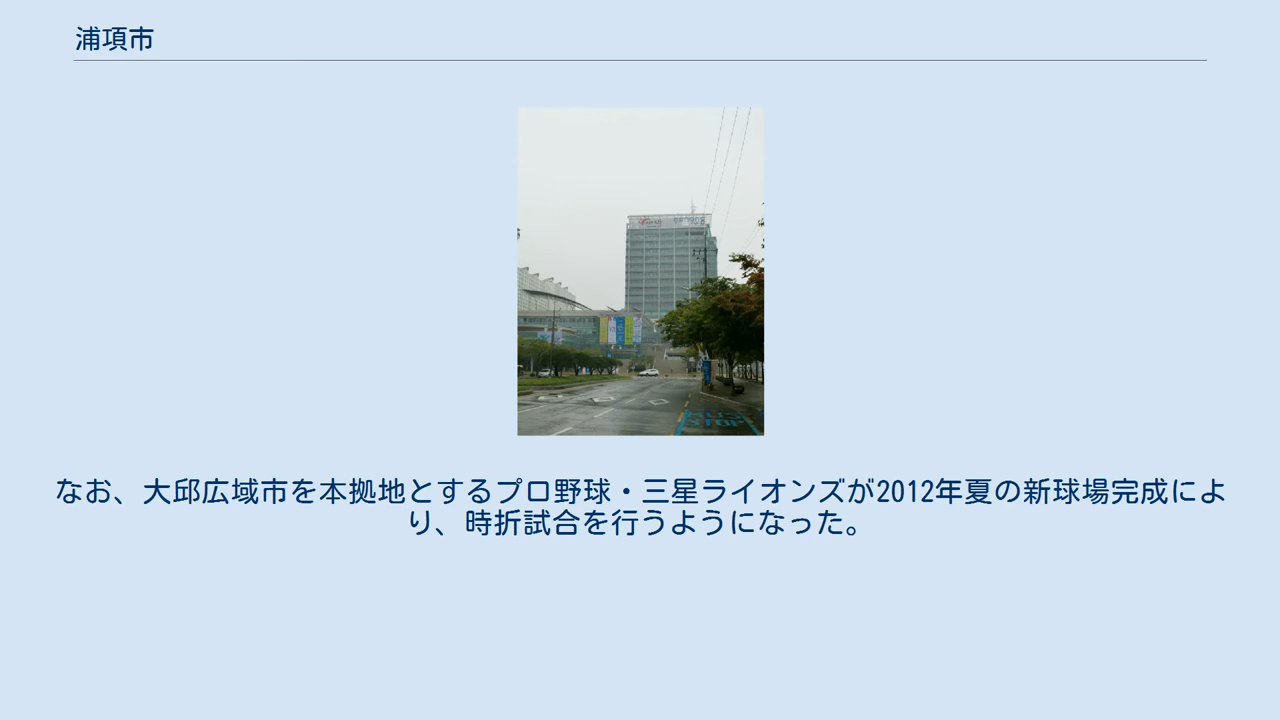 浦項市
なお、大邱広域市を本拠地とするプロ野球・三星ライオンズが2012年夏の新球場完成によ
り、時折試合を行うようになった。
BUS
STOP